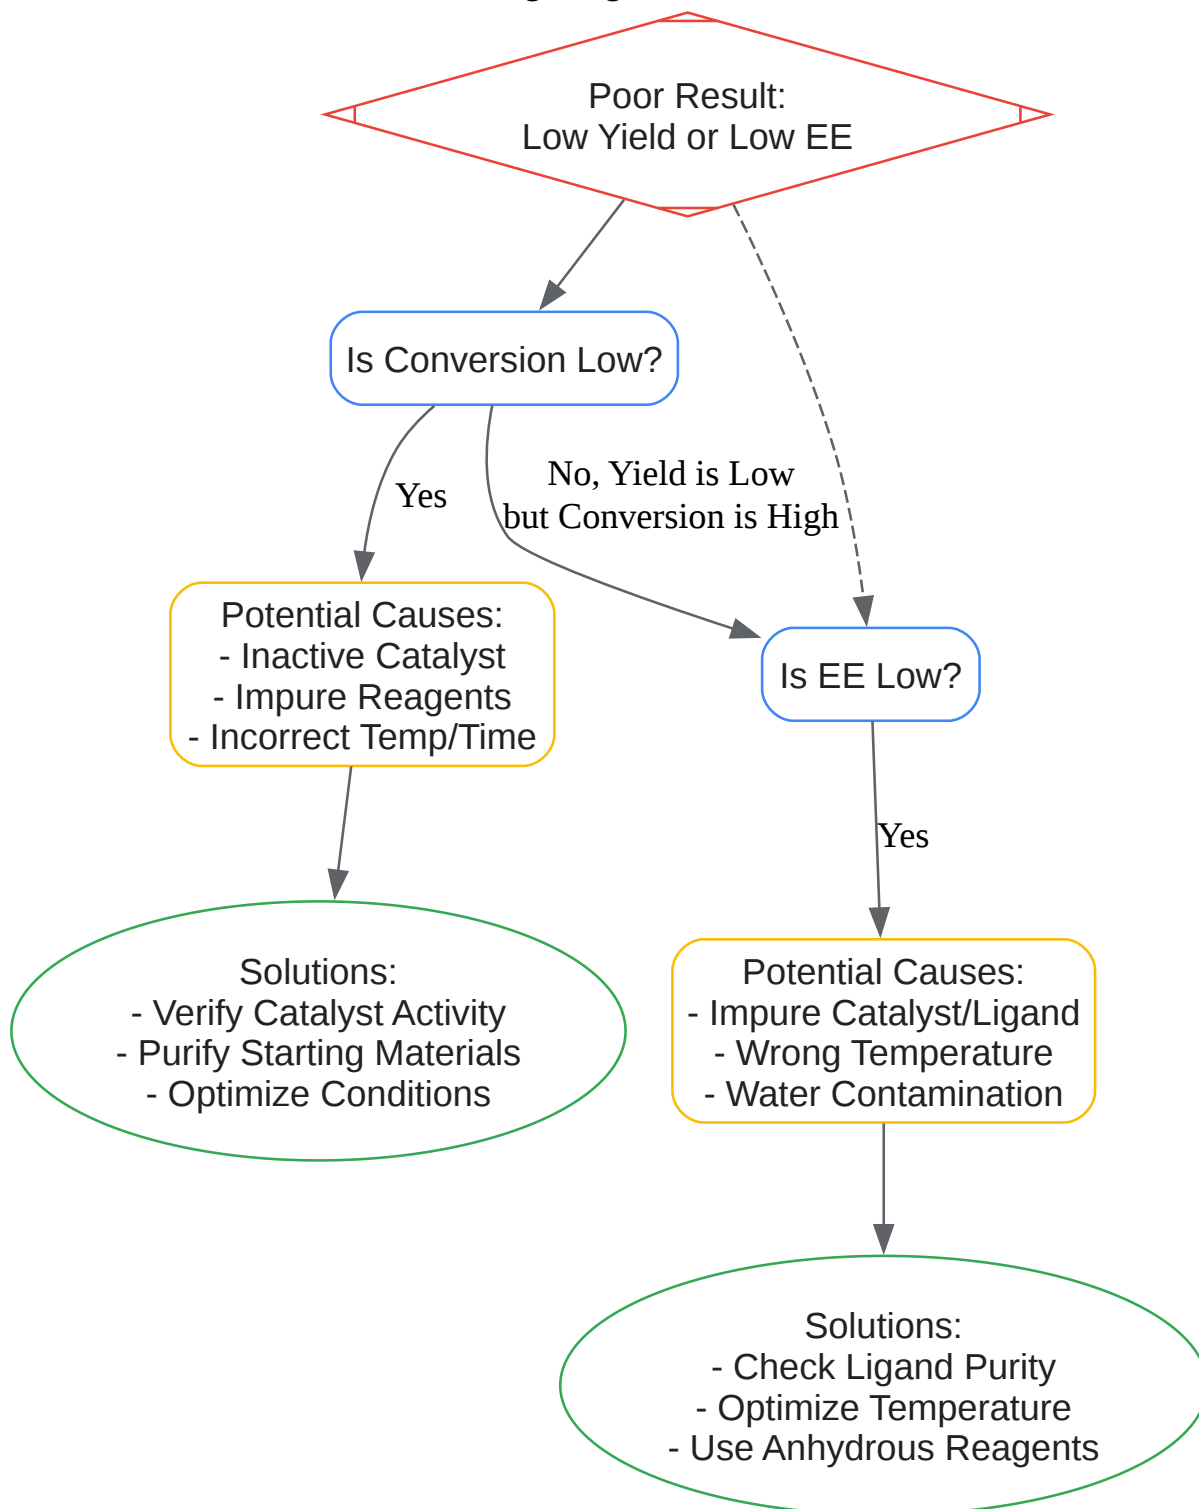 Poor Result:
Low Yield or Low EE
Is Conversion Low?
No, Yield is Low
but Conversion is High
Yes
Potential Causes:
- Inactive Catalyst
- Impure Reagents
- Incorrect Temp/Time
Is EE Low?
Yes
Solutions:
- Verify Catalyst Activity
- Purify Starting Materials
- Optimize Conditions
Potential Causes:
- Impure Catalyst/Ligand
- Wrong Temperature
- Water Contamination
Solutions:
- Check Ligand Purity
- Optimize Temperature
- Use Anhydrous Reagents